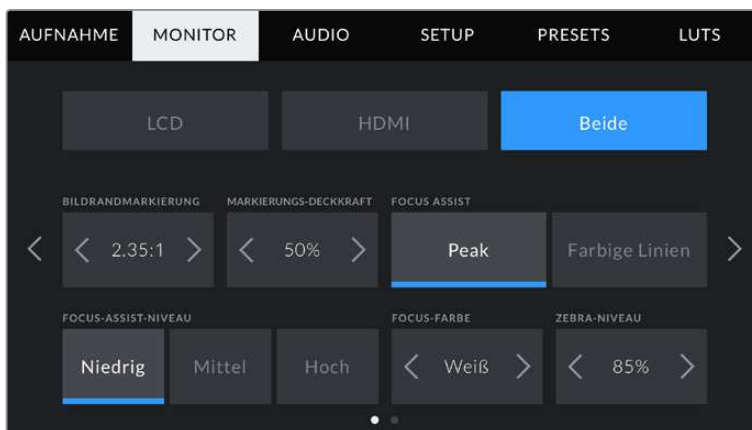 AUFNAHME MONITOR AUDIO SETUP PRESETS LUTS
LCD HDMI Beide
BILDRANDMARKIERUNG MARKIERUNGS-DECKKRAFT FOCUS ASSIST
2.35:1 50% Peak Farbige Linien
FOCUS-ASSIST-NIVEAU FOCUS-FARBE ZEBRA-NIVEAU
Niedrig Mittel Hoch Weiß 85%